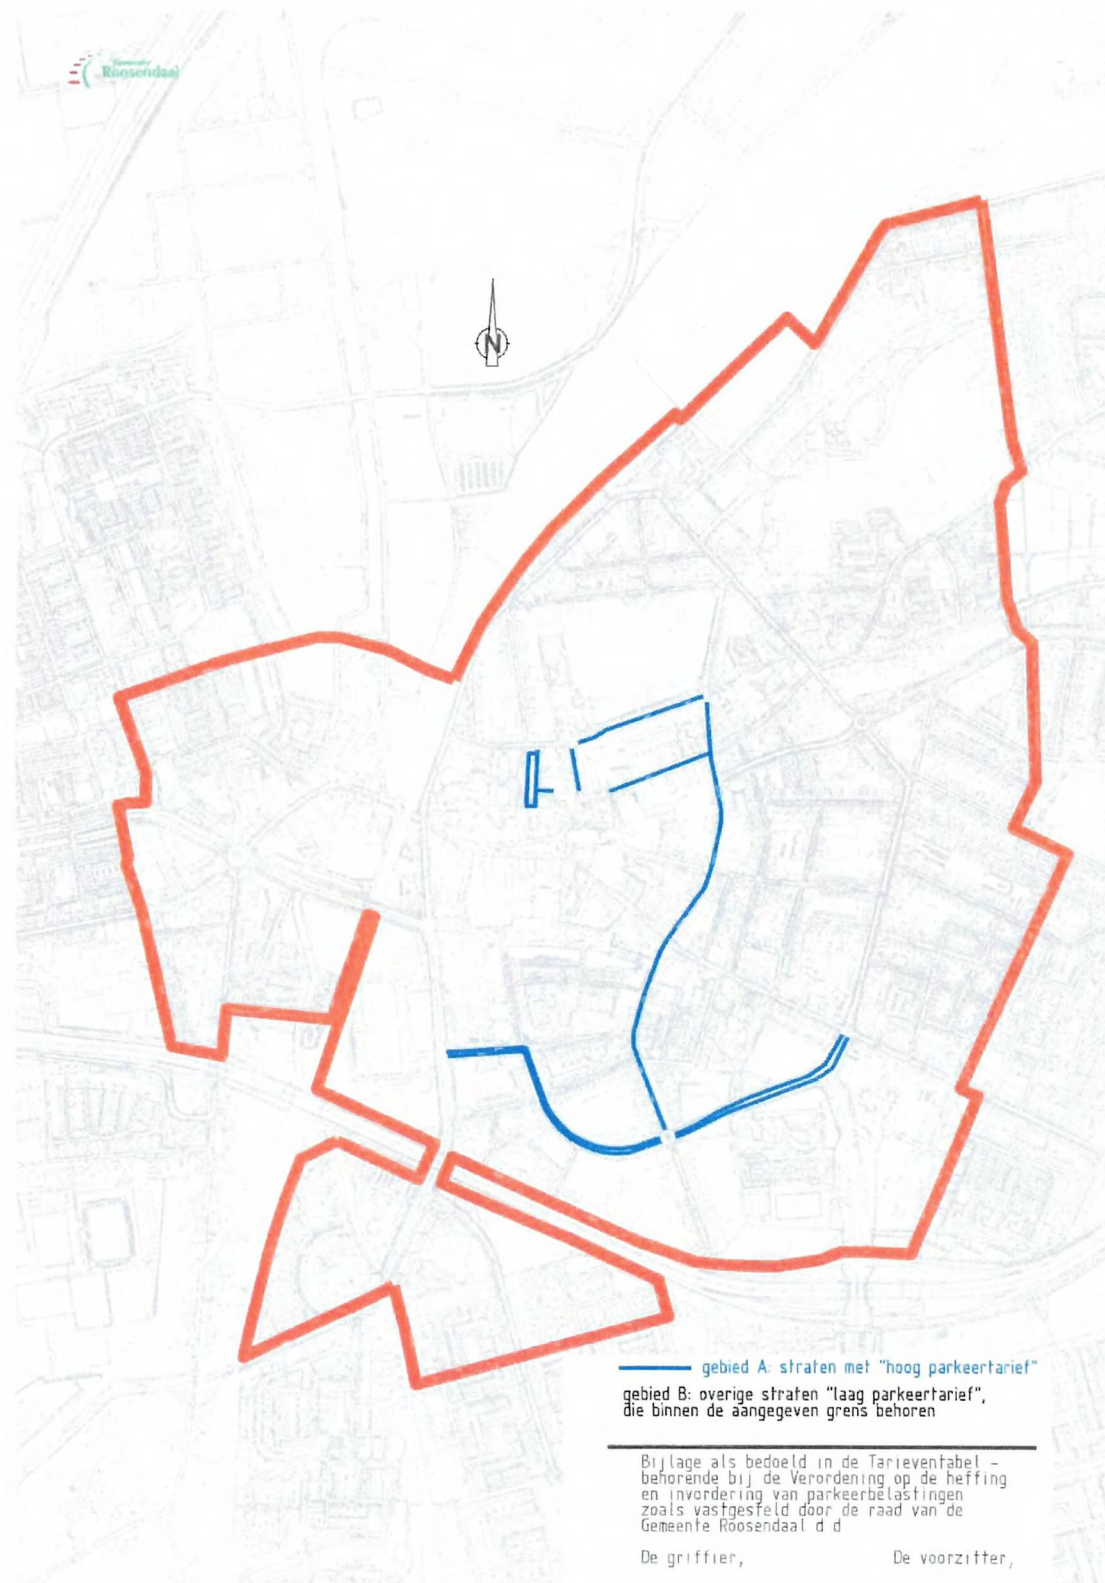 Gemeente
Roosendaal
N
gebied A: straten met "hoog parkeertarief"
gebied B: overige straten "laag parkeertarief",
die binnen de aangegeven grens behoren
Bijlage als bedoeld in de Tarieventabel -
behorende bij de Verordening op de heffing
en invordering van parkeerbelastingen
zoals vastgesteld door de raad van de
Gemeente Roosendaal d d
De griffier,
De voorzitter,